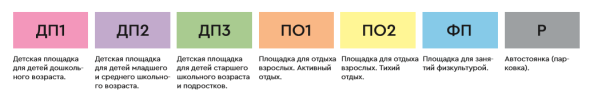 ДП1
ДП2
ДП3
ПО1
ПО2
ФП
Р
Детская площадка
для детей дошколь-
ного возраста.
Детская площадка
для детей младшего
и среднего школьно-
го возраста.
Детская площадка
для детей старшего
школьного возраста
и подростков.
Площадка для отдыха
взрослых. Активный
отдых.
Площадка для отдыха
взрослых. Тихий
отдых.
Площадка для заня-
тий физкультурой.
Автостоянка (пар-
ковка).